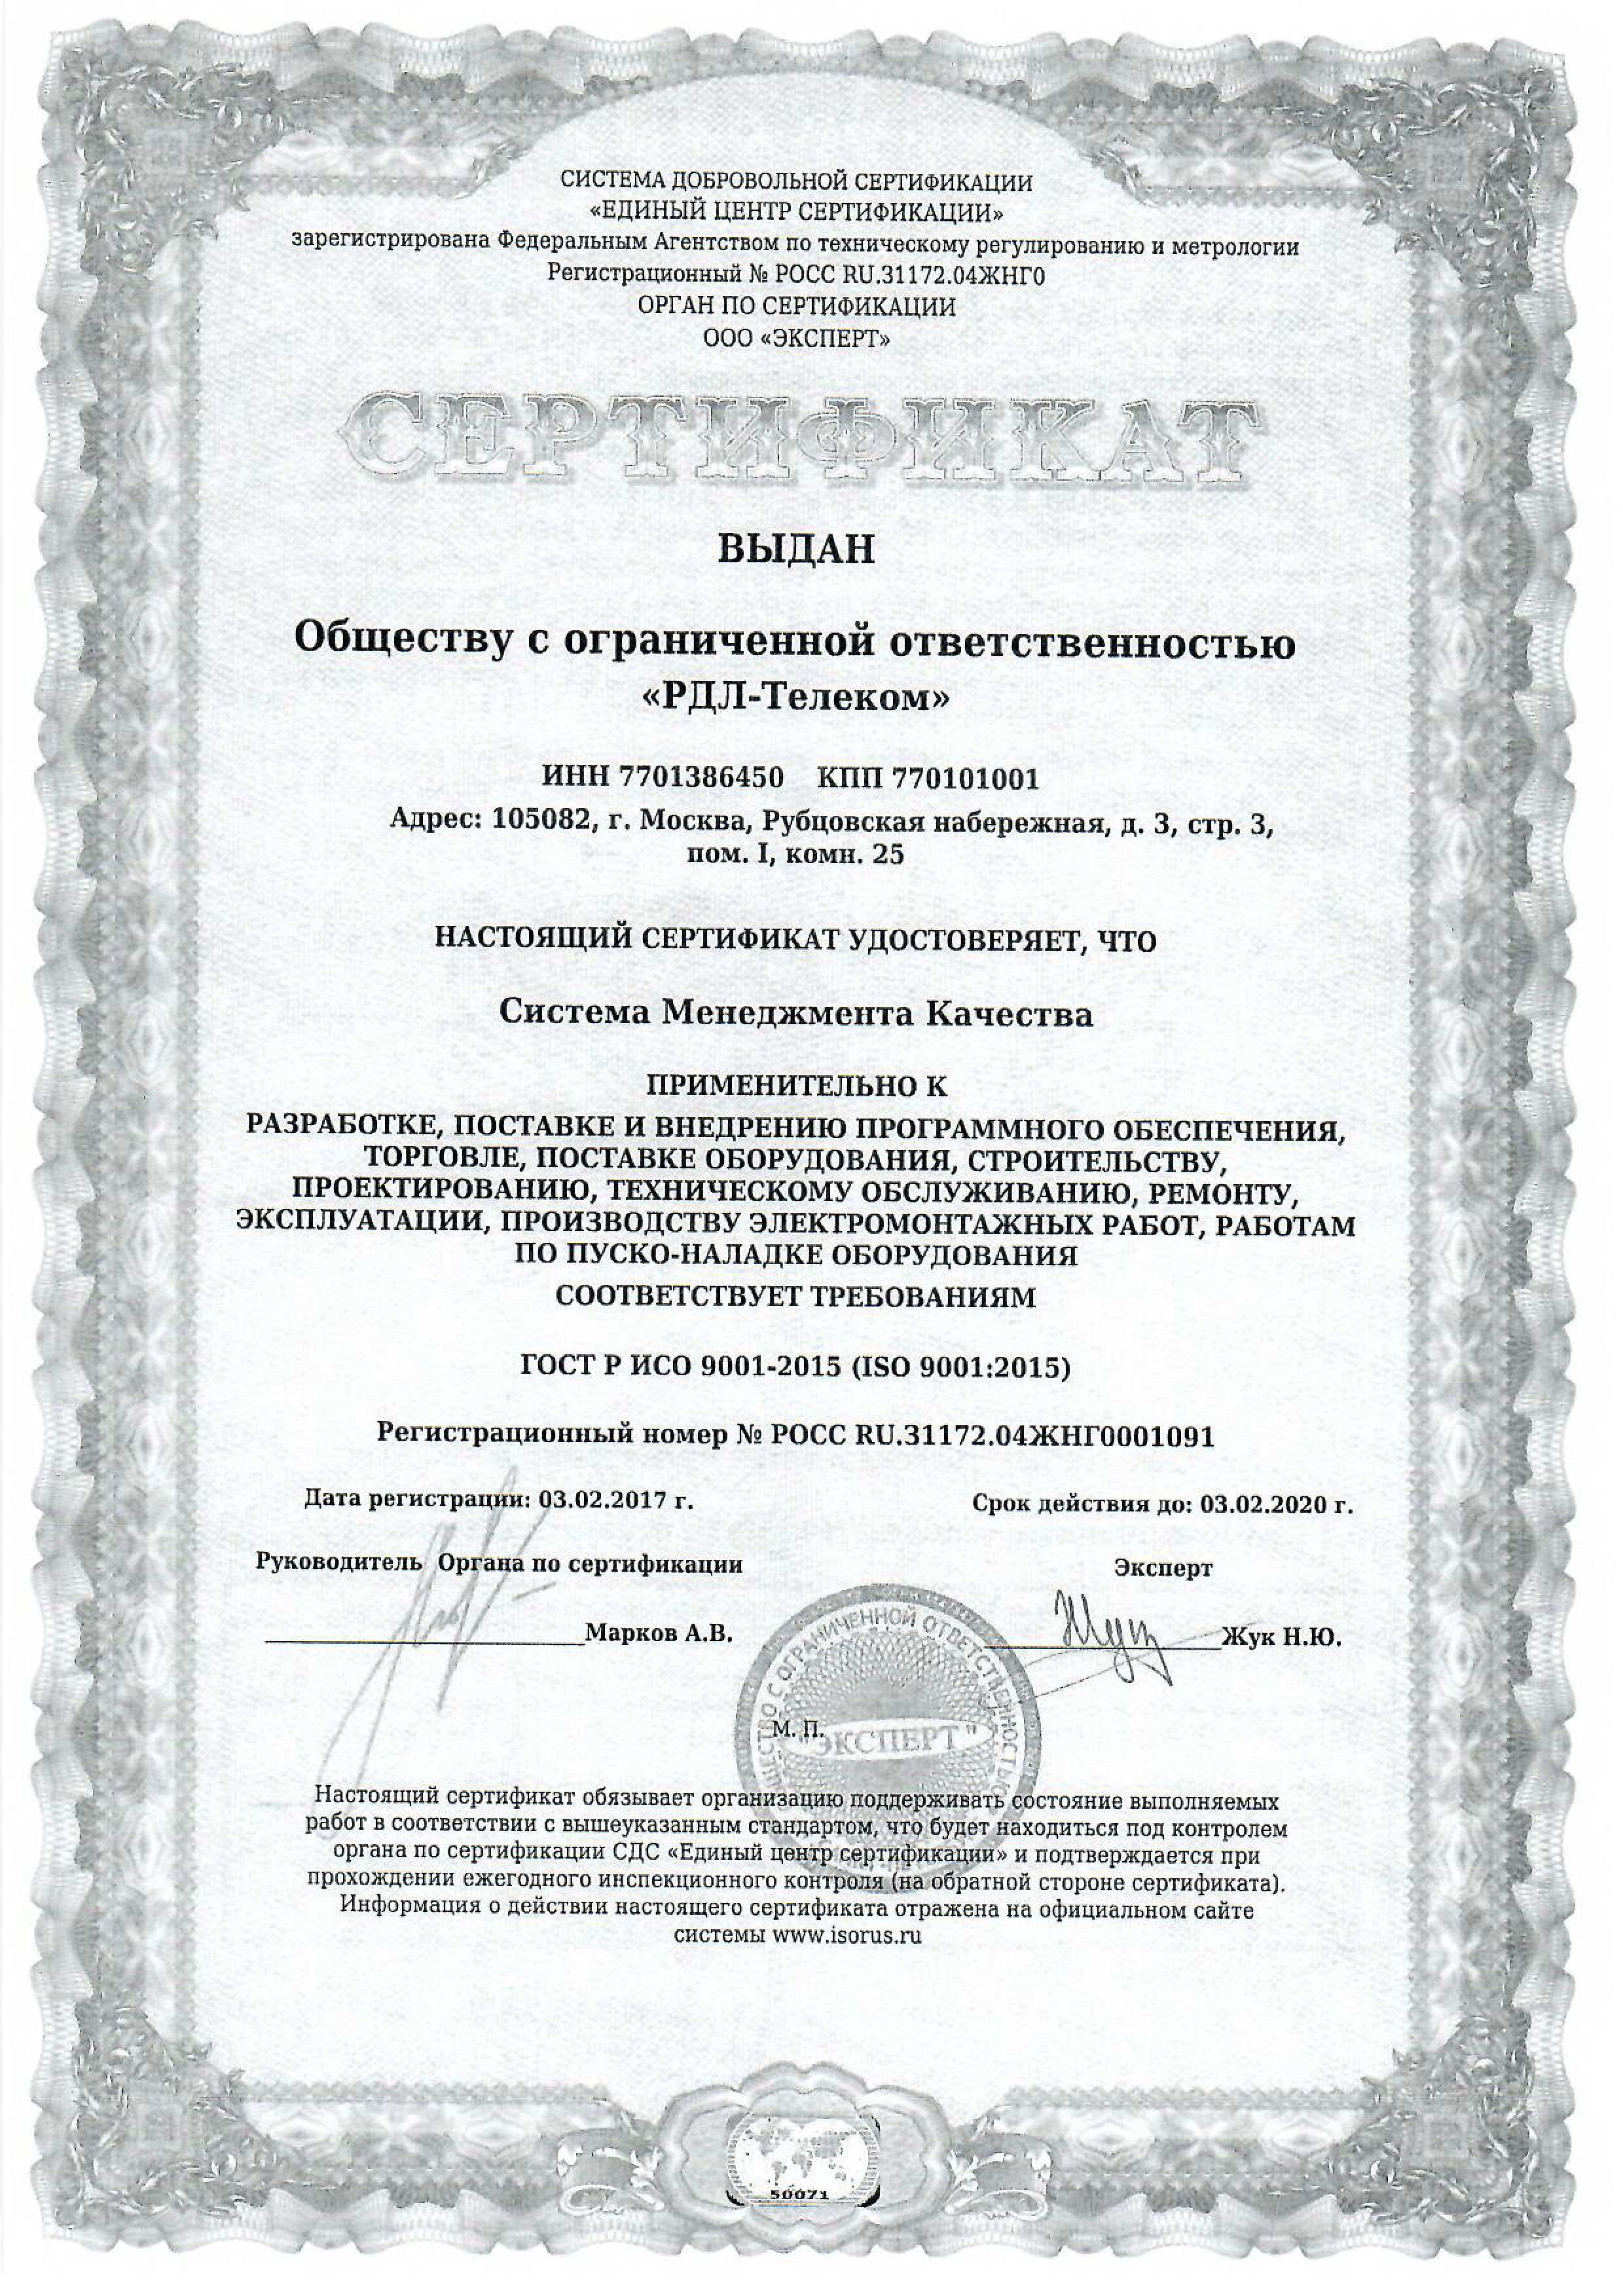 СИСТЕМА ДОБРОВОЛЬНОЙ СЕРТИФИКАЦИИ
«ЕДИНЫЙ ЦЕНТР СЕРТИФИКАЦИИ»
зарегистрирована Федеральным Агентством по техническому регулированию и метрологии
Регистрационный № РОСС RU.31172.04ЖНГ0
ОРГАН ПО СЕРТИФИКАЦИИ
ООО «ЭКСПЕРТ»
СЕРТИФИКАТ
ВЫДАН
Обществу с ограниченной ответственностью
«РДЛ-Телеком»
ИНН 7701386450 КПП 770101001
Адрес: 105082, г. Москва, Рубцовская набережная, д. 3, стр. 3,
пом. I, комн. 25
НАСТОЯЩИЙ СЕРТИФИКАТ УДОСТОВЕРЯЕТ, ЧТО
Система Менеджмента Качества
ПРИМЕНИТЕЛЬНО К
РАЗРАБОТКЕ, ПОСТАВКЕ И ВНЕДРЕНИЮ ПРОГРАММНОГО ОБЕСПЕЧЕНИЯ,
ТОРГОВЛЕ, ПОСТАВКЕ ОБОРУДОВАНИЯ, СТРОИТЕЛЬСТВУ,
ПРОЕКТИРОВАНИЮ, ТЕХНИЧЕСКОМУ ОБСЛУЖИВАНИЮ, РЕМОНТУ,
ЭКСПЛУАТАЦИИ, ПРОИЗВОДСТВУ ЭЛЕКТРОМОНТАЖНЫХ РАБОТ, РАБОТАМ
ПО ПУСКО-НАЛАДКЕ ОБОРУДОВАНИЯ
СООТВЕТСТВУЕТ ТРЕБОВАНИЯМ
ГОСТ Р ИСО 9001-2015 (ISO 9001:2015)
Регистрационный номер № РОСС RU.31172.04ЖНГ0001091
Дата регистрации: 03.02.2017 г. Срок действия до: 03.02.2020 г.
Руководитель Органа по сертификации Эксперт
Марков А.В. Жук Н.Ю.
ОБЩЕСТВО С ОГРАНИЧЕННОЙ ОТВЕТСТВЕННОСТЬЮ
М. П.
"ЭКСПЕРТ"
Настоящий сертификат обязывает организацию поддерживать состояние выполняемых
работ в соответствии с вышеуказанным стандартом, что будет находиться под контролем
органа по сертификации СДС «Единый центр сертификации» и подтверждается при
прохождении ежегодного инспекционного контроля (на обратной стороне сертификата).
Информация о действии настоящего сертификата отражена на официальном сайте
системы www.isorus.ru
50071